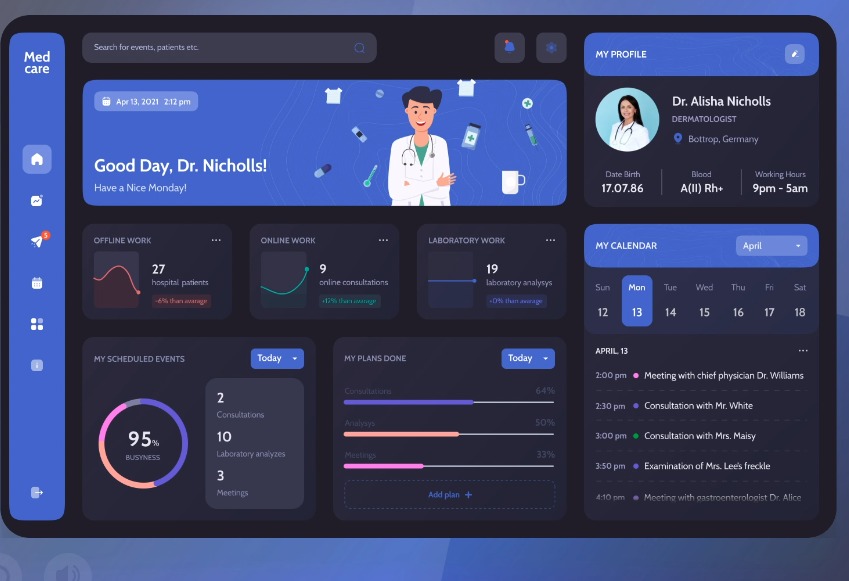 Med
care
Search for events, patients etc.
Apr 13, 2021 2:12 pm
Good Day, Dr. Nicholls!
Have a Nice Monday!
OFFLINE WORK
27
hospital patients
-6% than avarage
ONLINE WORK
9
online consultations
+12% than avarage
LABORATORY WORK
19
laboratory analysys
+0% than avarage
MY SCHEDULED EVENTS
Today
95%
BUSYNESS
2
Consultations
10
Laboratory analyzes
3
Meetings
MY PLANS DONE
Today
Consultations 64%
Analysys 50%
Meetings 33%
Add plan +
MY PROFILE
Dr. Alisha Nicholls
DERMATOLOGIST
Bottrop, Germany
Date Birth Blood Working Hours
17.07.86 A(II) Rh+ 9pm - 5am
MY CALENDAR
April
Sun Mon Tue Wed Thu Fri Sat
12 13 14 15 16 17 18
APRIL, 13
2:00 pm Meeting with chief physician Dr. Williams
2:30 pm Consultation with Mr. White
3:00 pm Consultation with Mrs. Maisy
3:50 pm Examination of Mrs. Lee's freckle
4:10 pm Meeting with gastroenterologist Dr. Alice